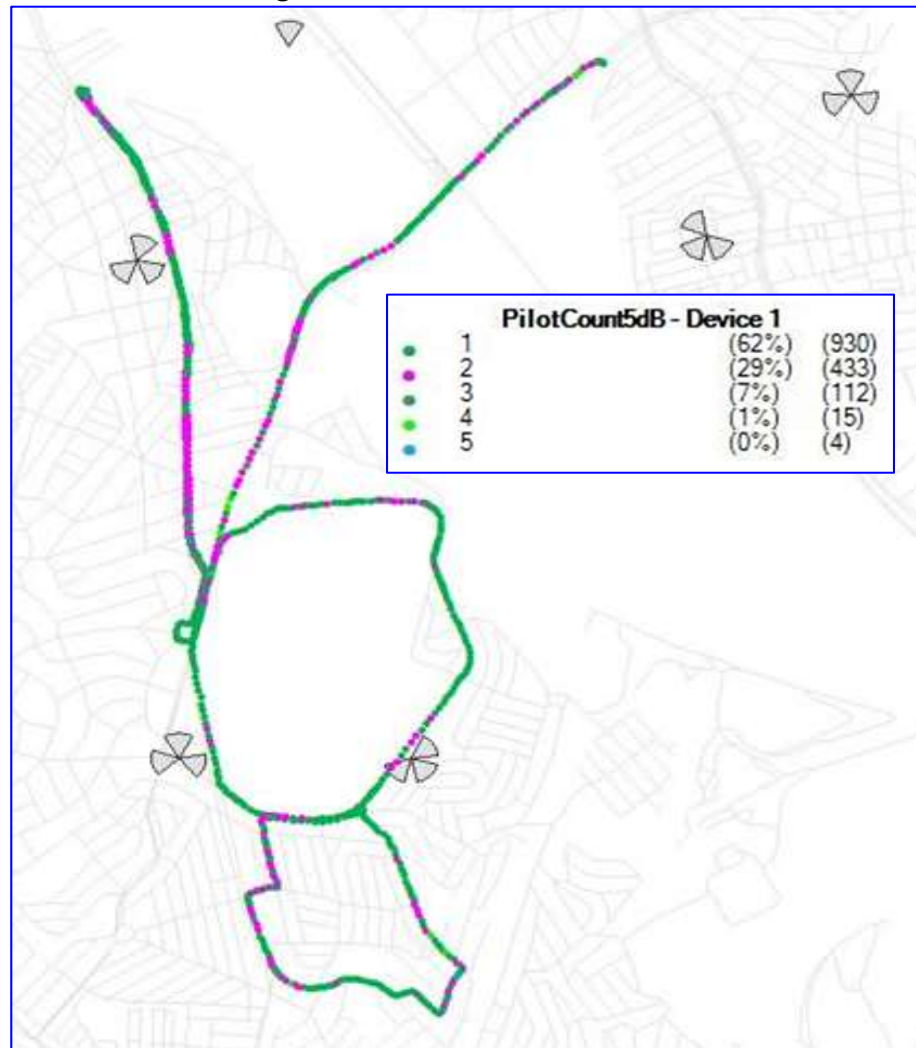 PilotCount5dB - Device 1
1 (62%) (930)
2 (29%) (433)
3 (7%) (112)
4 (1%) (15)
5 (0%) (4)